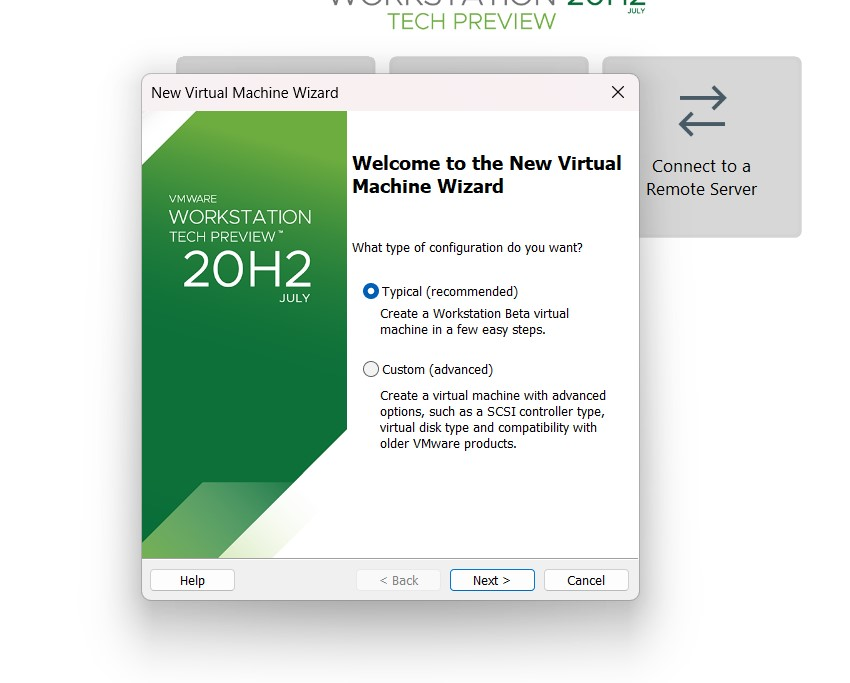 WORKSTATION 20H2
JULY
TECH PREVIEW
New Virtual Machine Wizard
Connect to a
Remote Server
VMWARE
WORKSTATION
TECH PREVIEW™
20H2
JULY
Welcome to the New Virtual
Machine Wizard
What type of configuration do you want?
Typical (recommended)
Create a Workstation Beta virtual
machine in a few easy steps.
Custom (advanced)
Create a virtual machine with advanced
options, such as a SCSI controller type,
virtual disk type and compatibility with
older VMware products.
Help
< Back
Next >
Cancel